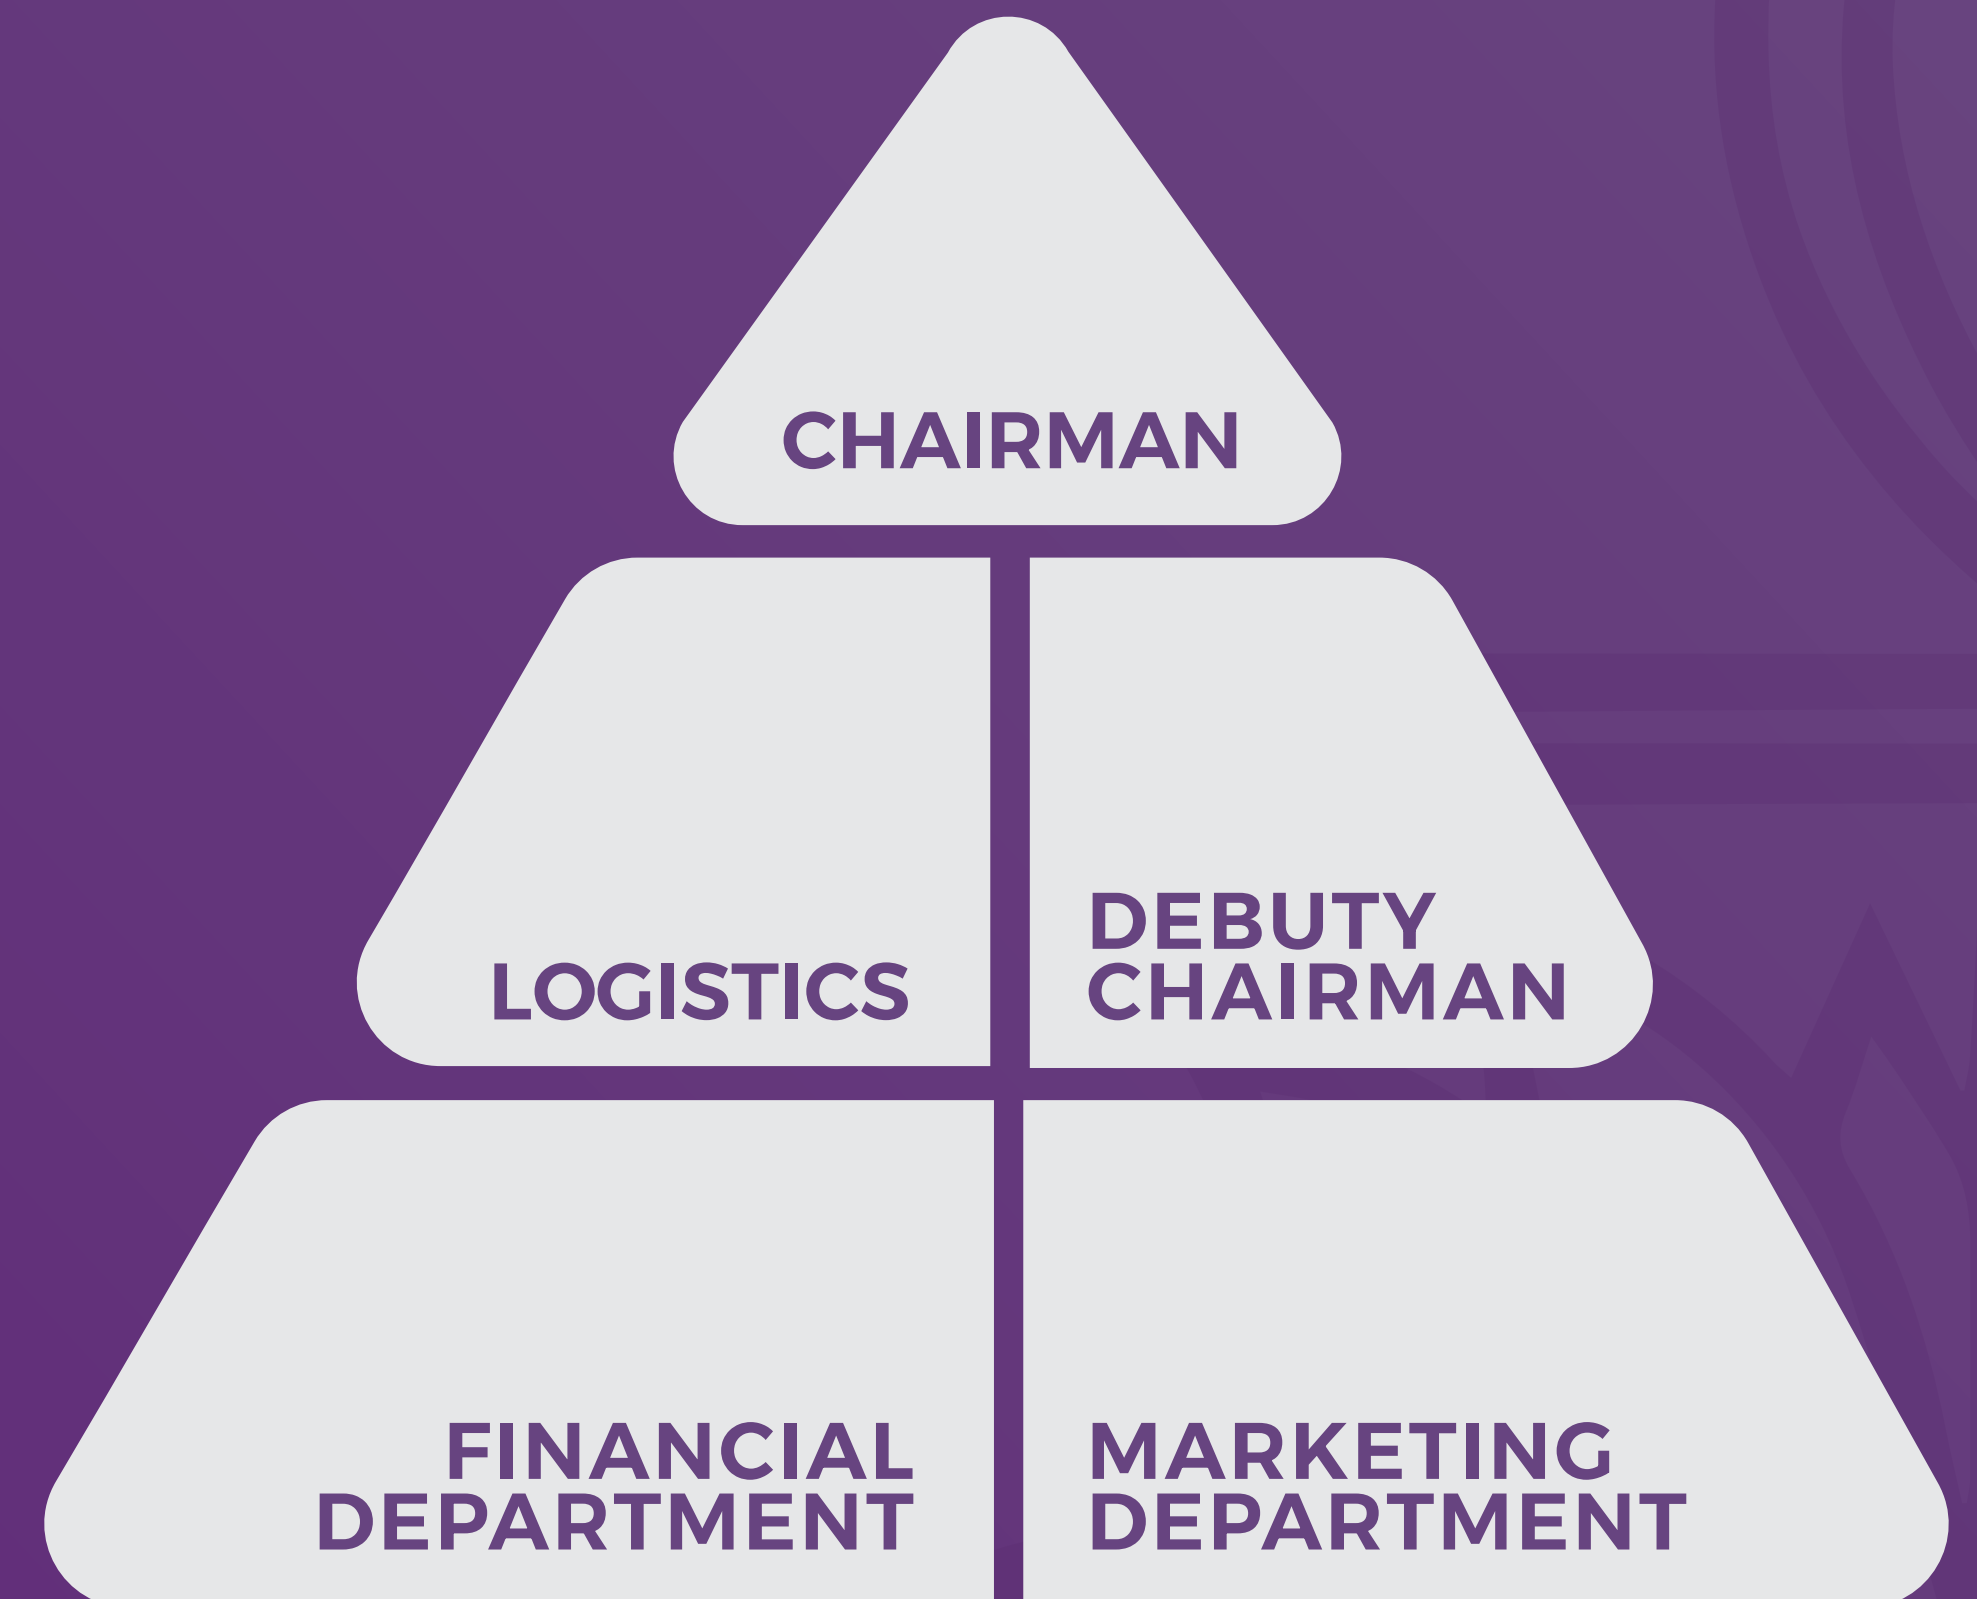 CHAIRMAN
LOGISTICS
DEBUTY
CHAIRMAN
FINANCIAL
DEPARTMENT
MARKETING
DEPARTMENT